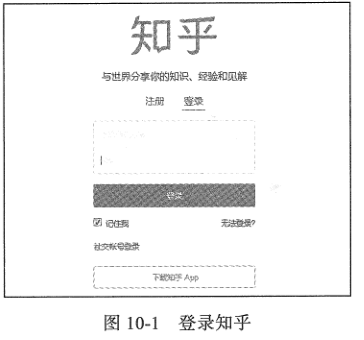 知乎
与世界分享你的知识、经验和见解
注册 登录
登录
记住我 无法登录?
社交帐号登录
下载知乎 App
图 10-1 登录知乎